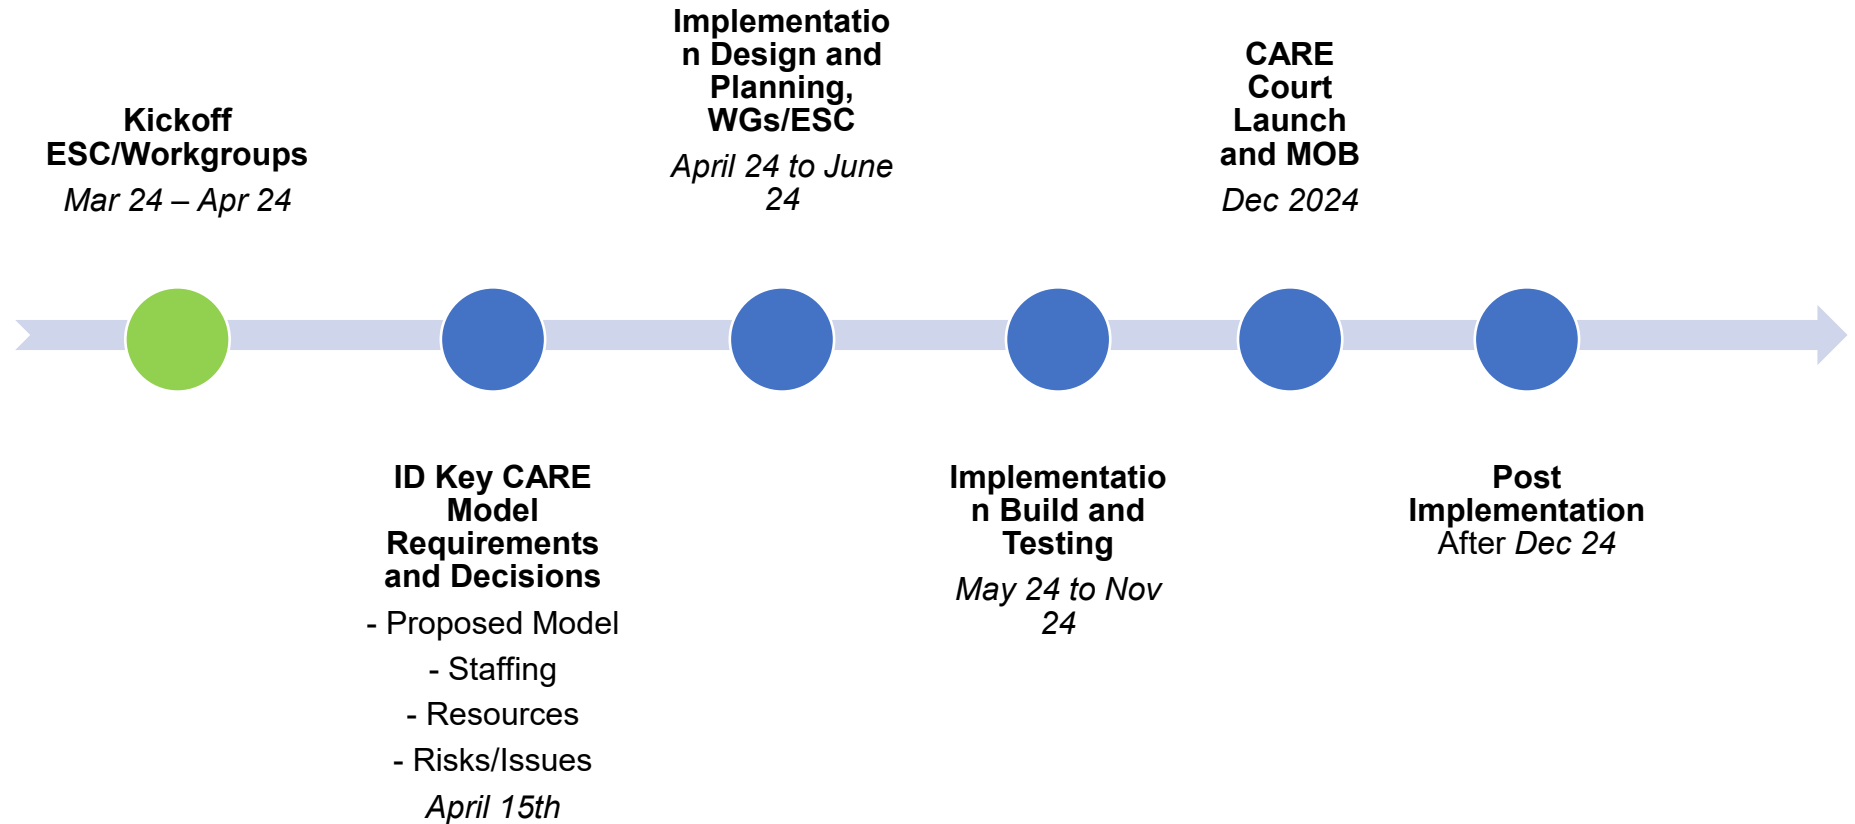 Kickoff
ESC/Workgroups
Mar 24 – Apr 24
ID Key CARE
Model
Requirements
and Decisions
- Proposed Model
- Staffing
- Resources
- Risks/Issues
April 15th
Implementatio
n Design and
Planning,
WGs/ESC
April 24 to June
24
Implementatio
n Build and
Testing
May 24 to Nov
24
CARE
Court
Launch
and MOB
Dec 2024
Post
Implementation
After Dec 24